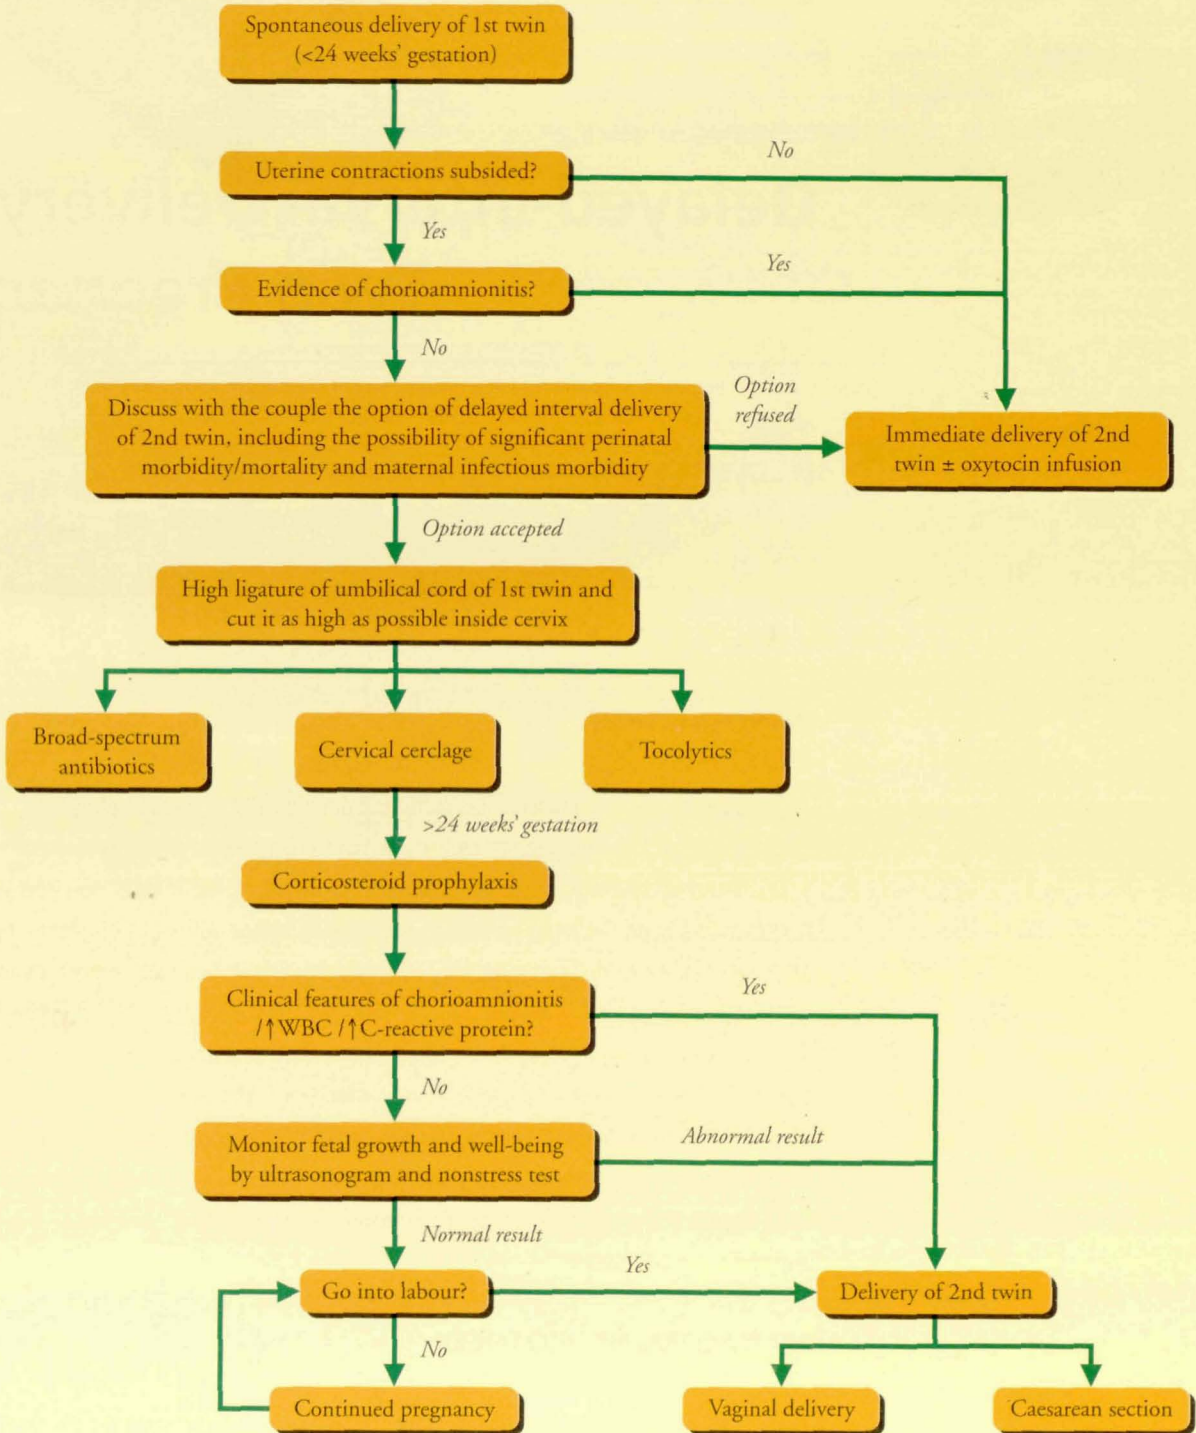 Spontaneous delivery of 1st twin
(<24 weeks' gestation)
Uterine contractions subsided?
No
Yes
Evidence of chorioamnionitis?
Yes
No
Discuss with the couple the option of delayed interval delivery
of 2nd twin, including the possibility of significant perinatal
morbidity/mortality and maternal infectious morbidity
Option
refused
Immediate delivery of 2nd
twin ± oxytocin infusion
Option accepted
High ligature of umbilical cord of 1st twin and
cut it as high as possible inside cervix
Broad-spectrum
antibiotics
Cervical cerclage
Tocolytics
>24 weeks' gestation
Corticosteroid prophylaxis
Clinical features of chorioamnionitis
/↑WBC /↑C-reactive protein?
Yes
No
Monitor fetal growth and well-being
by ultrasonogram and nonstress test
Abnormal result
Normal result
Go into labour?
Yes
Delivery of 2nd twin
No
Continued pregnancy
Vaginal delivery
Caesarean section